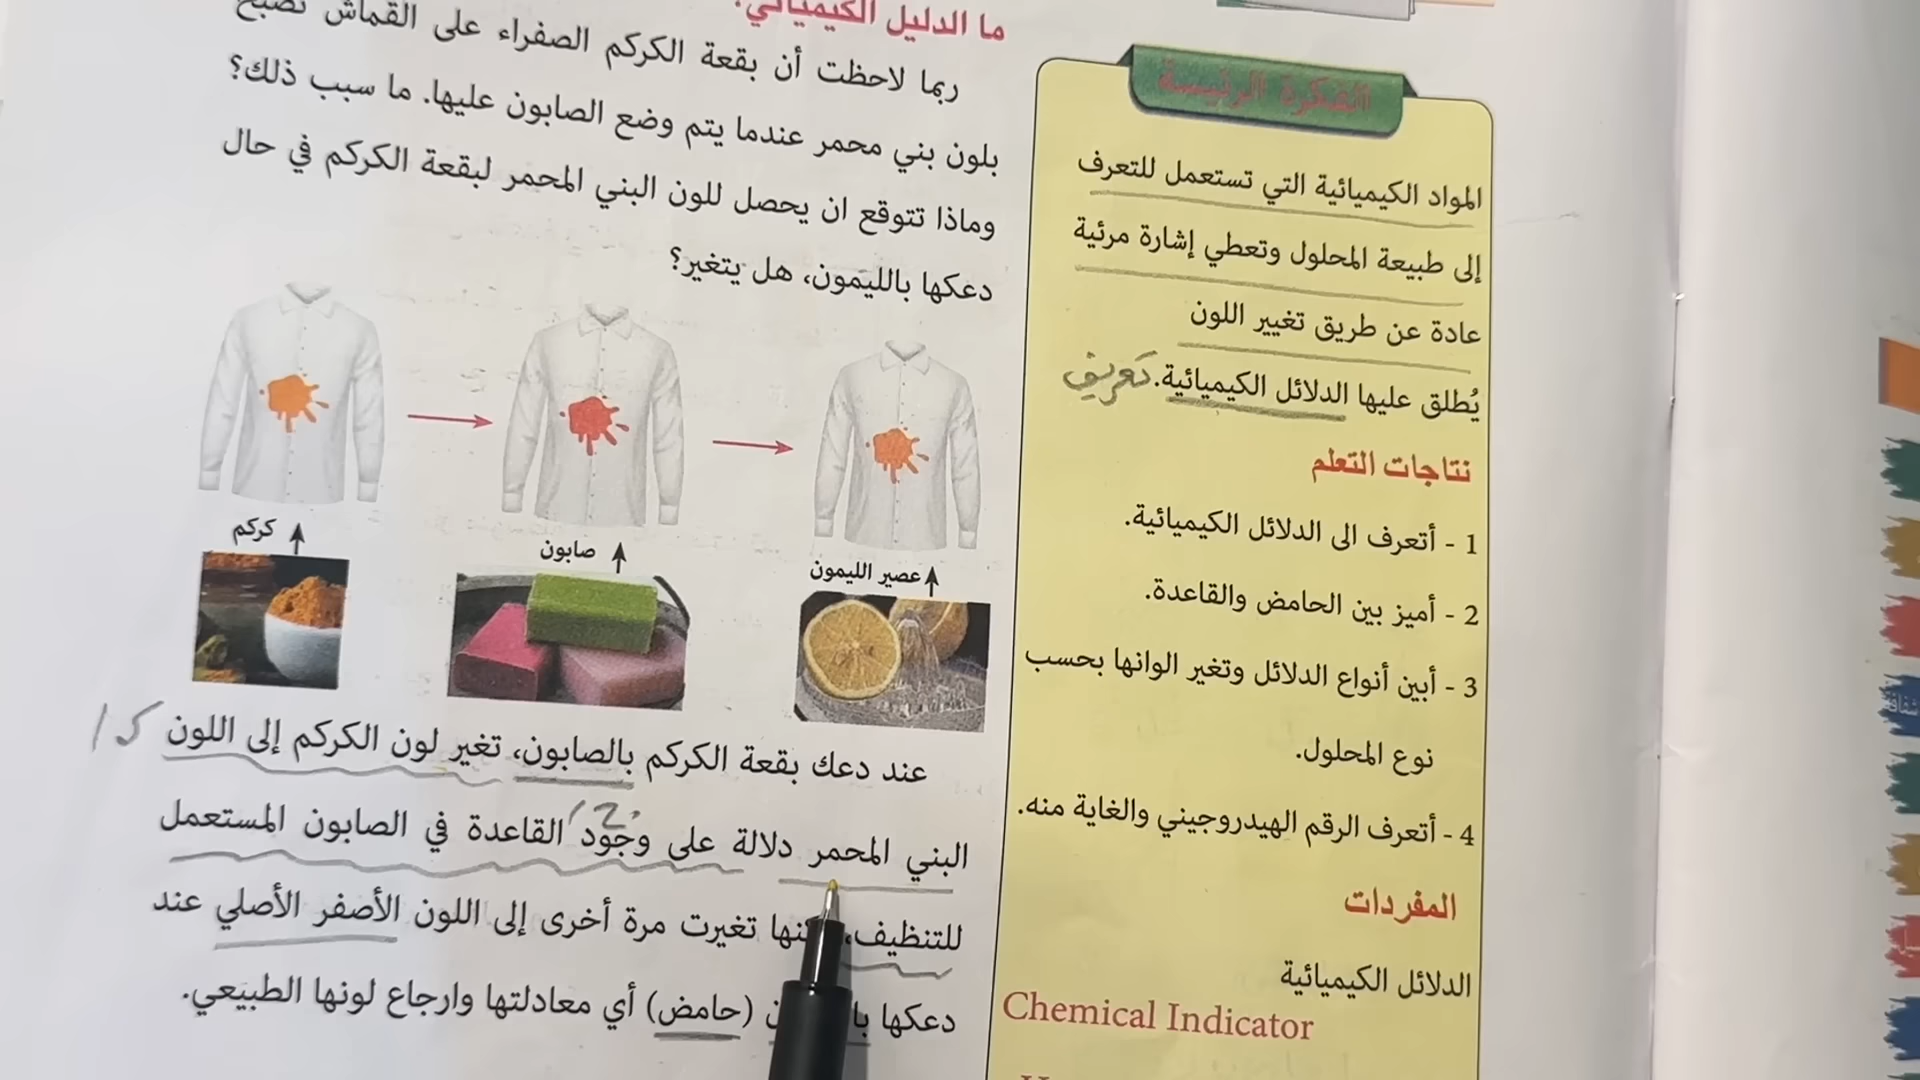 الفكرة الرئيسة
المواد الكيميائية التي تستعمل للتعرف
إلى طبيعة المحلول وتعطي إشارة مرئية
عادة عن طريق تغيير اللون
يُطلق عليها الدلائل الكيميائية. تعريف
نتاجات التعلم
1 - أتعرف الى الدلائل الكيميائية.
2 - أميز بين الحامض والقاعدة.
3 - أبين أنواع الدلائل وتغير الوانها بحسب
نوع المحلول.
4 - أتعرف الرقم الهيدروجيني والغاية منه.
المفردات
الدلائل الكيميائية
Chemical Indicator
ما الدليل الكيميائي؟
ربما لاحظت أن بقعة الكركم الصفراء على القماش تصبح
بلون بني محمر عندما يتم وضع الصابون عليها. ما سبب ذلك؟
وماذا تتوقع ان يحصل للون البني المحمر لبقعة الكركم في حال
دعكها بالليمون، هل يتغير؟
كركم
صابون
عصير الليمون
عند دعك بقعة الكركم بالصابون، تغير لون الكركم إلى اللون
البني المحمر دلالة على وجود القاعدة في الصابون المستعمل
للتنظيف، تغيرت مرة أخرى إلى اللون الأصفر الأصلي عند
دعكها (حامض) أي معادلتها وارجاع لونها الطبيعي.